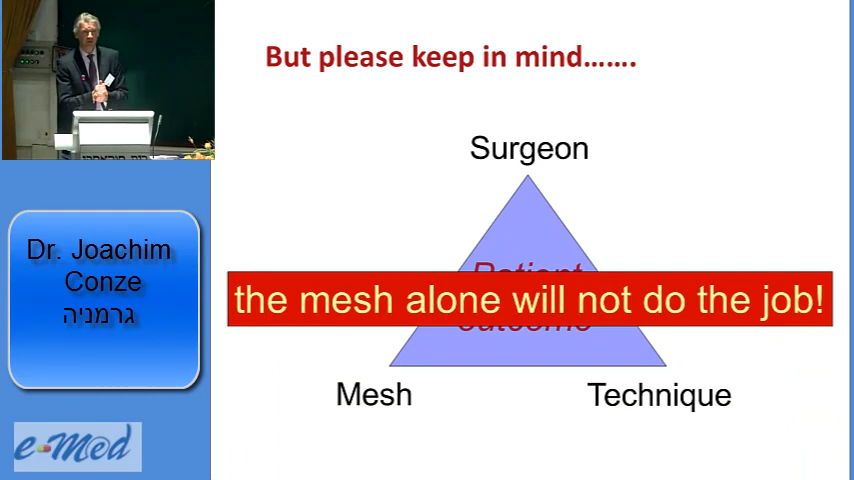 But please keep in mind.......
Surgeon
Patient
the mesh alone will not do the job!
outcome
Mesh
Technique
Dr. Joachim
Conze
גרמניה
e-Med